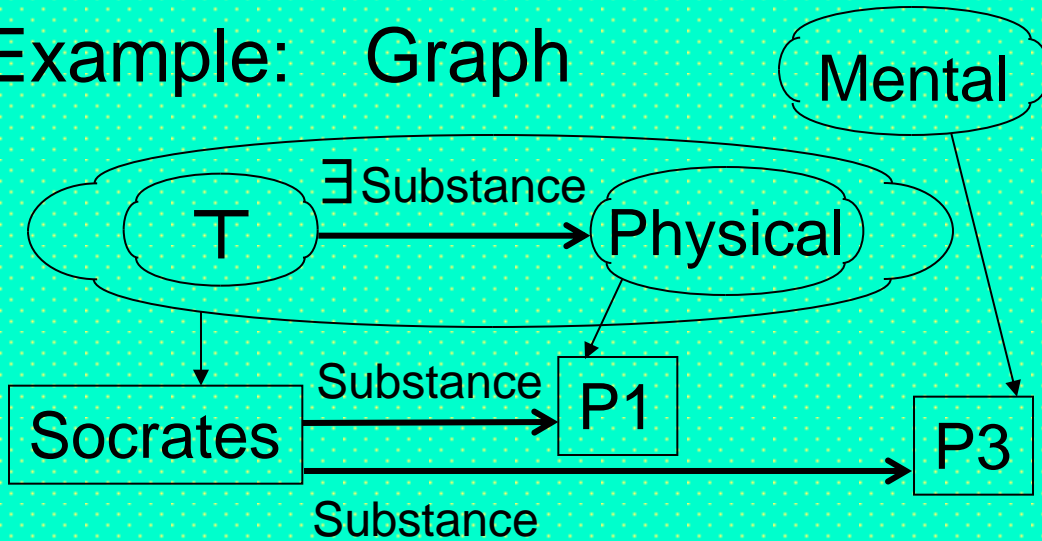 Example: Graph
Mental
∃Substance
⊤
Physical
Substance
P1
Socrates
P3
Substance